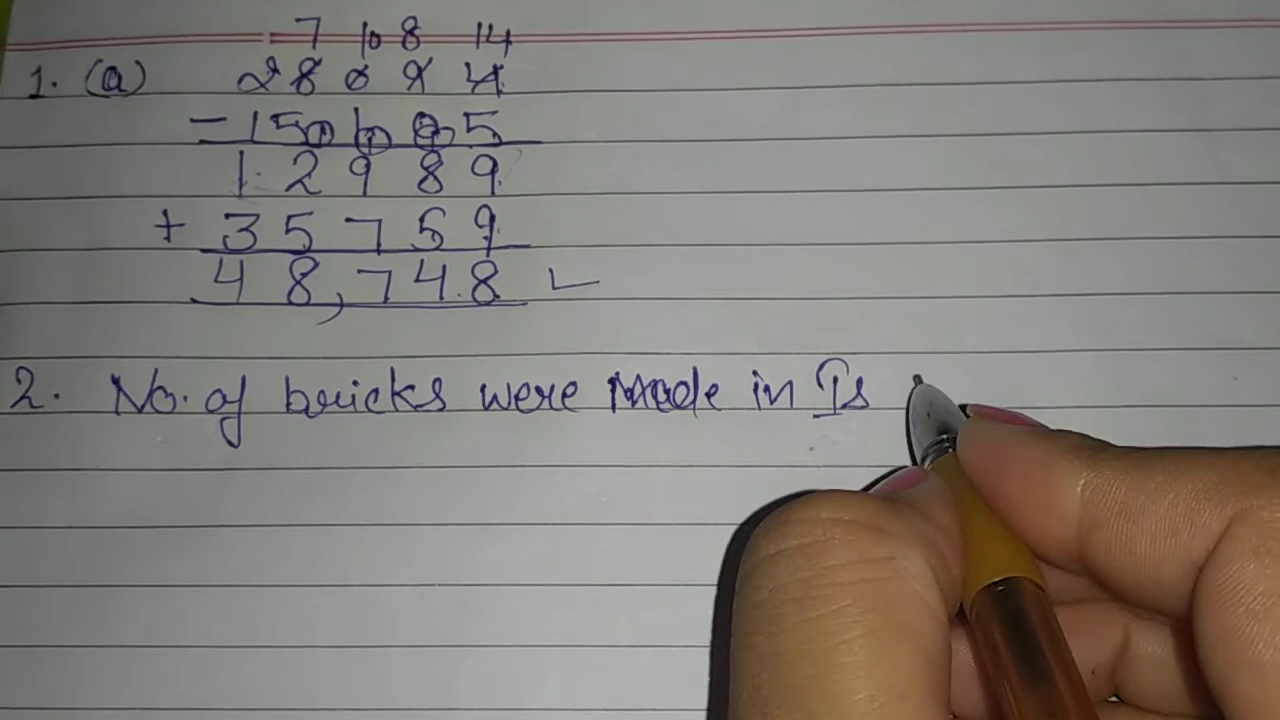 7 10 8 14
1. (a) 2 8 0 9 4
- 1 5 1 0 5
1 2 9 8 9
+ 3 5 7 5 9
4 8, 7 4 8
2. No. of bricks were Made in Is